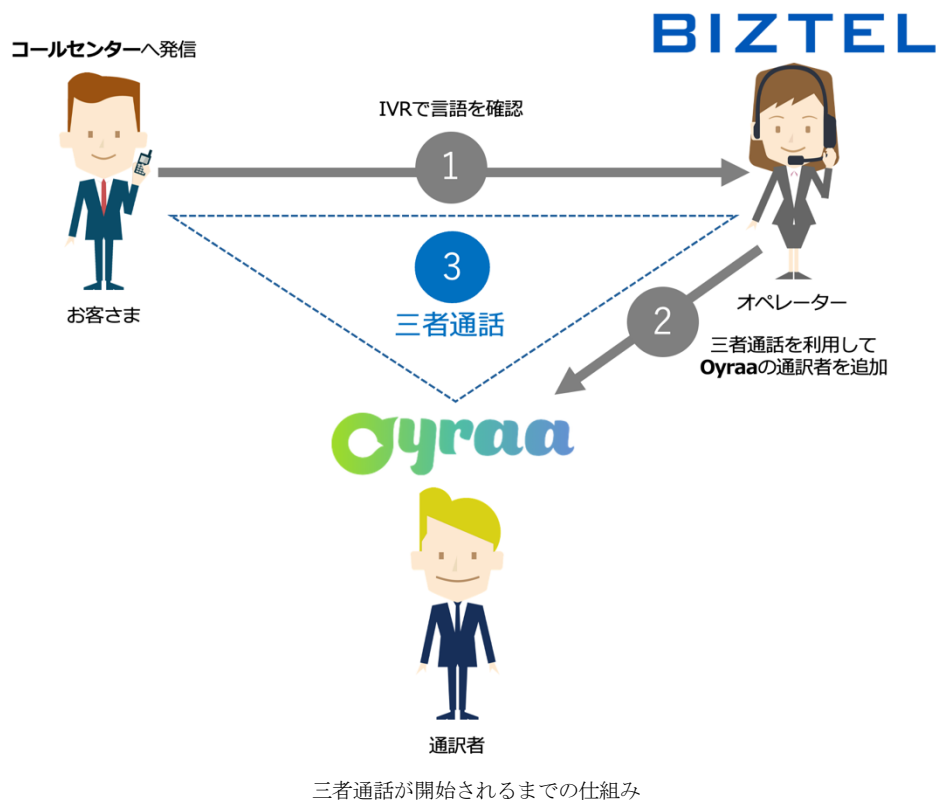 BIZTEL
コールセンターへ発信
IVRで言語を確認
1
3
三者通話
お客さま
2
オペレーター
三者通話を利用して
Oyraaの通訳者を追加
Oyraa
通訳者
三者通話が開始されるまでの仕組み